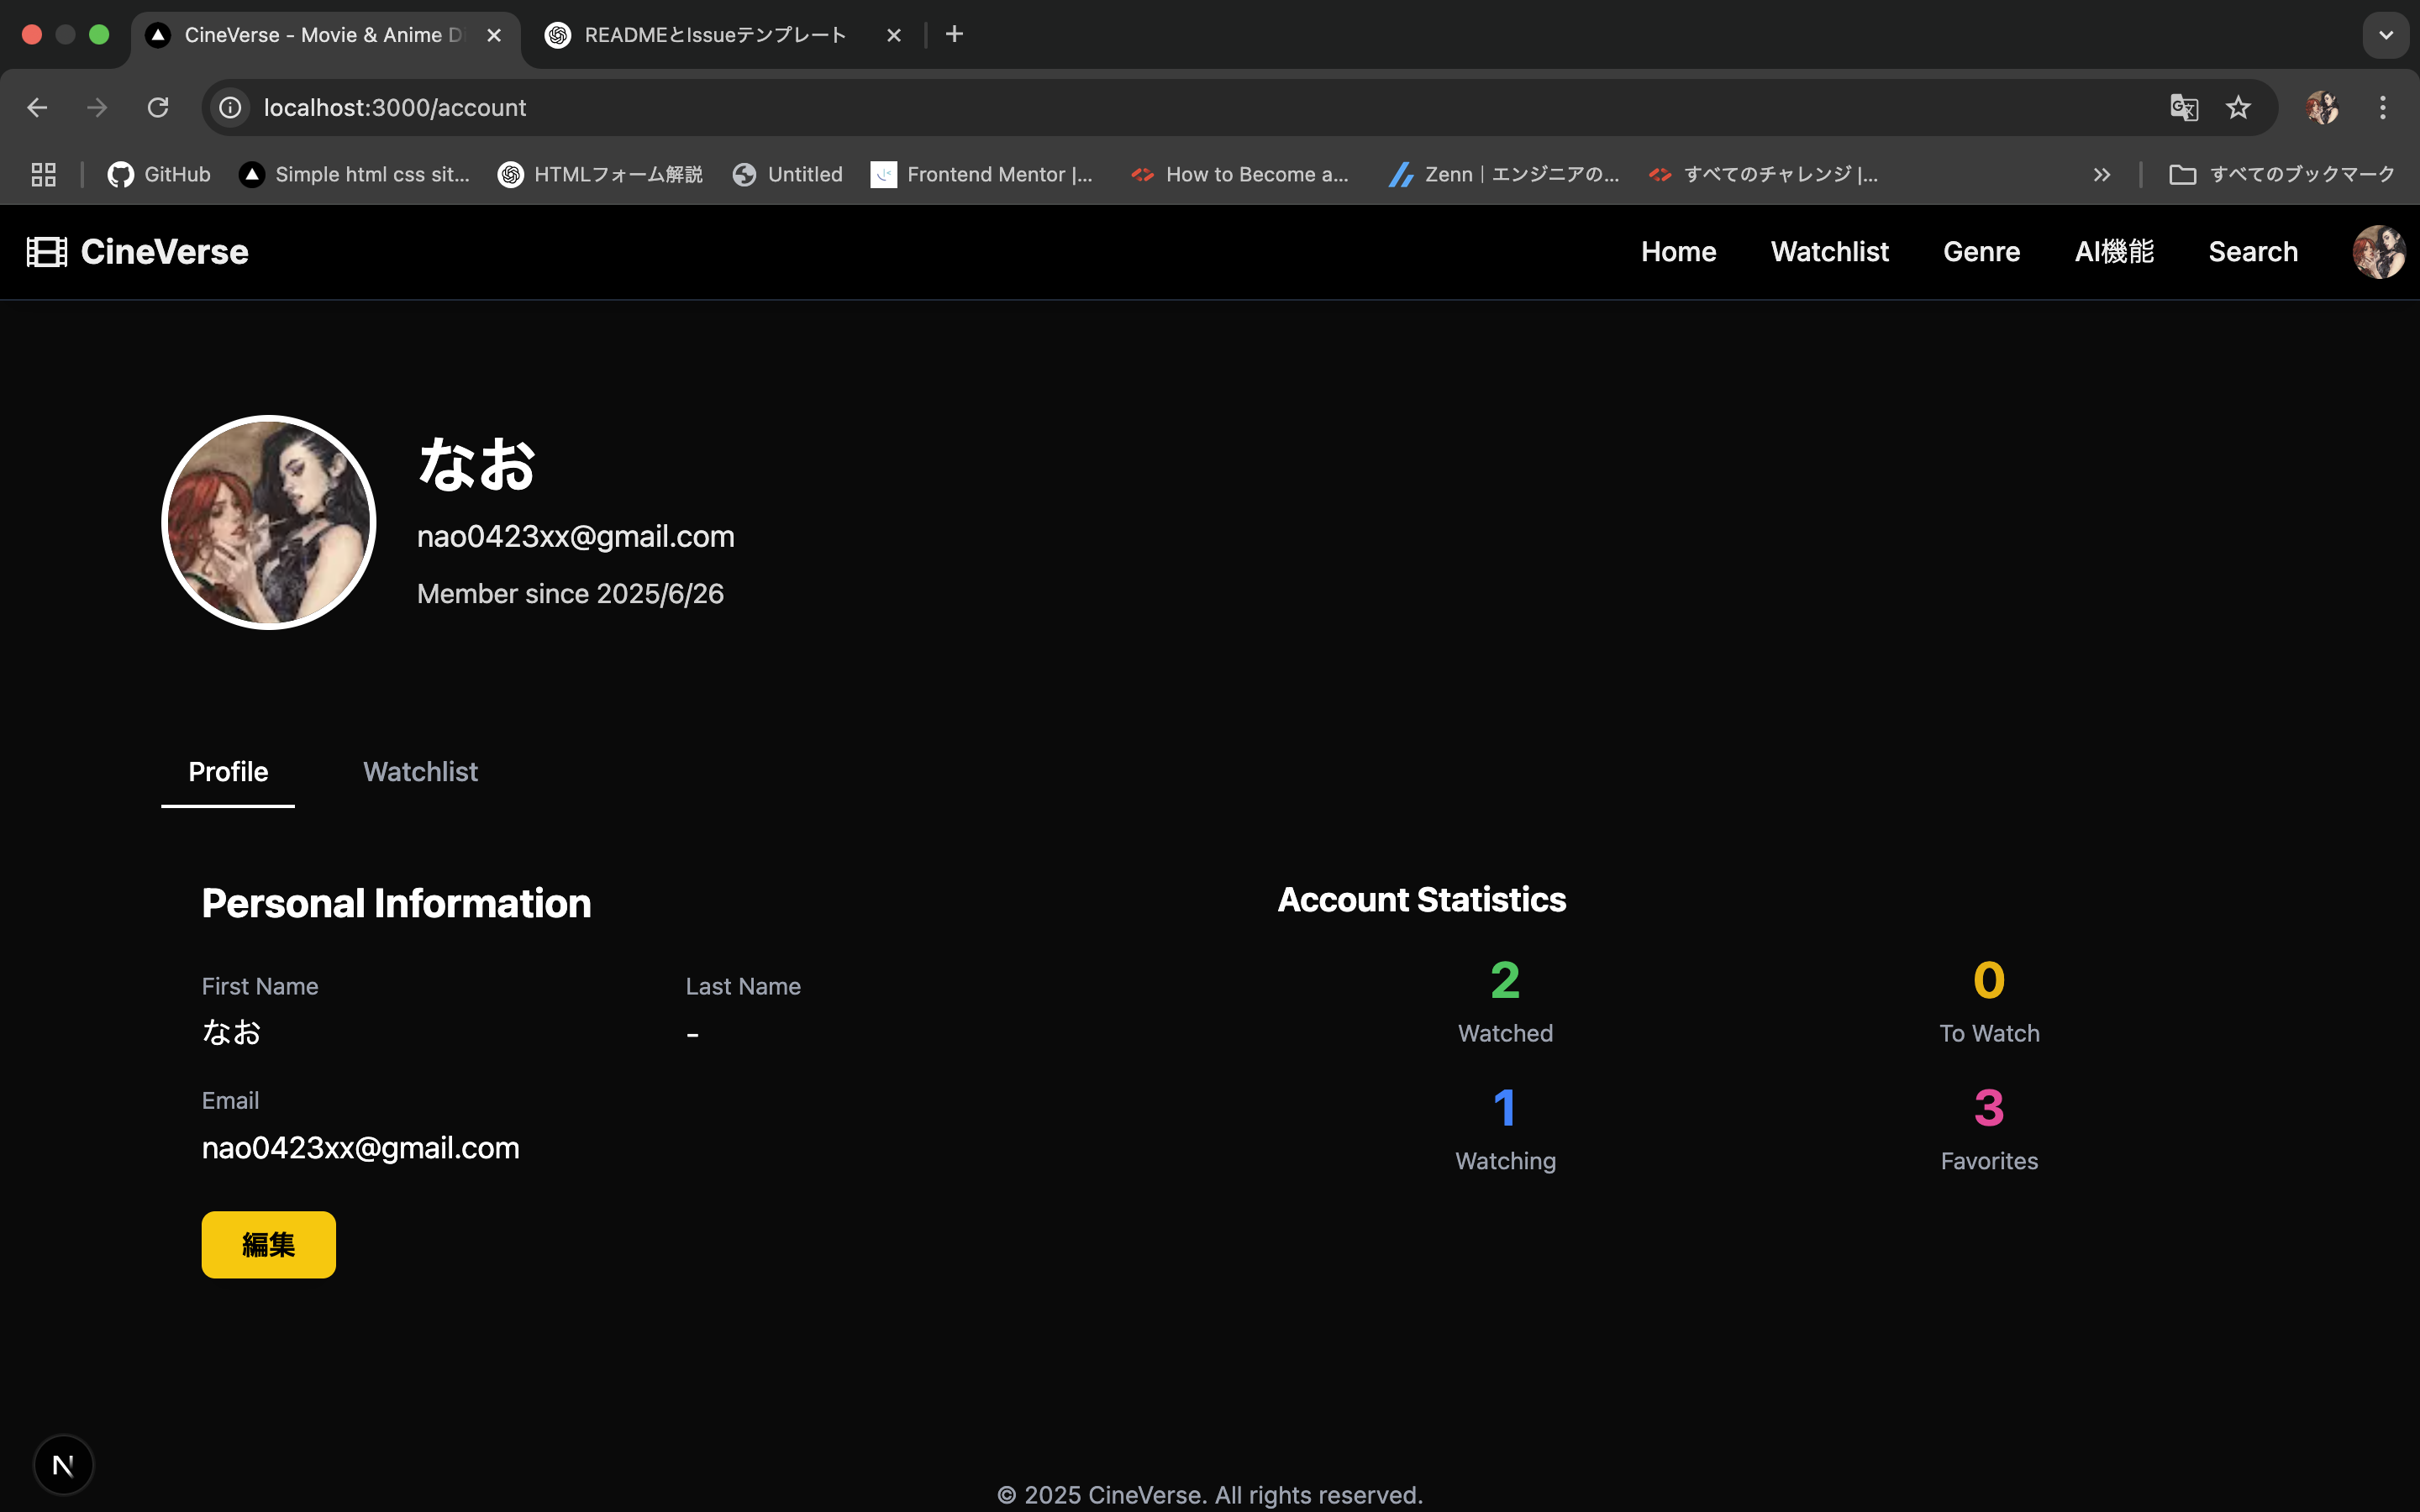 CineVerse - Movie & Anime D
READMEとIssueテンプレート
localhost:3000/account
GitHub
Simple html css sit...
HTMLフォーム解説
Untitled
Frontend Mentor |...
How to Become a...
Zenn｜エンジニアの...
すべてのチャレンジ |...
すべてのブックマーク
CineVerse
Home
Watchlist
Genre
AI機能
Search
なお
nao0423xx@gmail.com
Member since 2025/6/26
Profile
Watchlist
Personal Information
First Name
Last Name
なお
-
Email
nao0423xx@gmail.com
編集
Account Statistics
2
0
Watched
To Watch
1
3
Watching
Favorites
N
© 2025 CineVerse. All rights reserved.